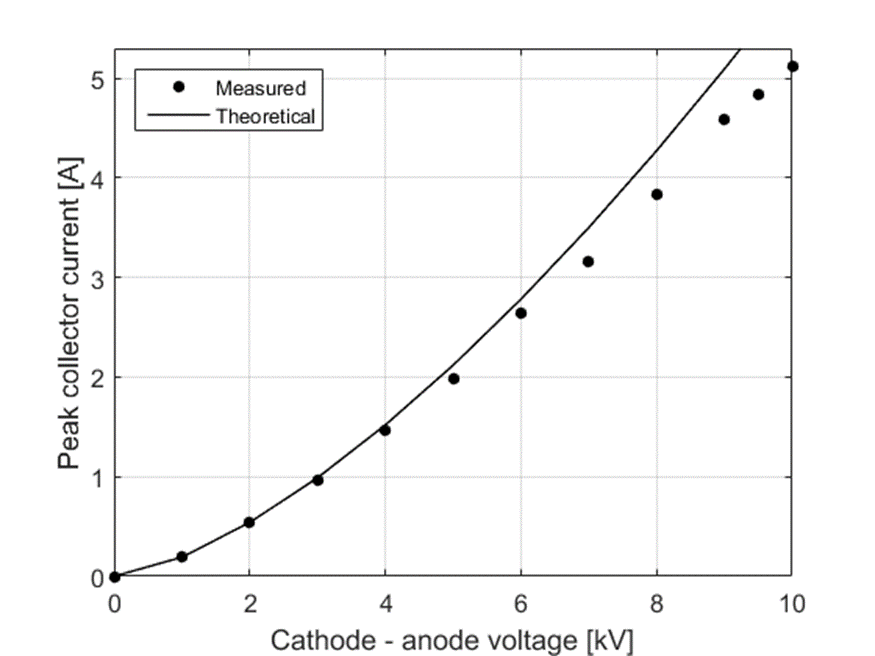 Measured
Theoretical
Peak collector current [A]
5
4
3
2
1
0
0 2 4 6 8 10
Cathode - anode voltage [kV]